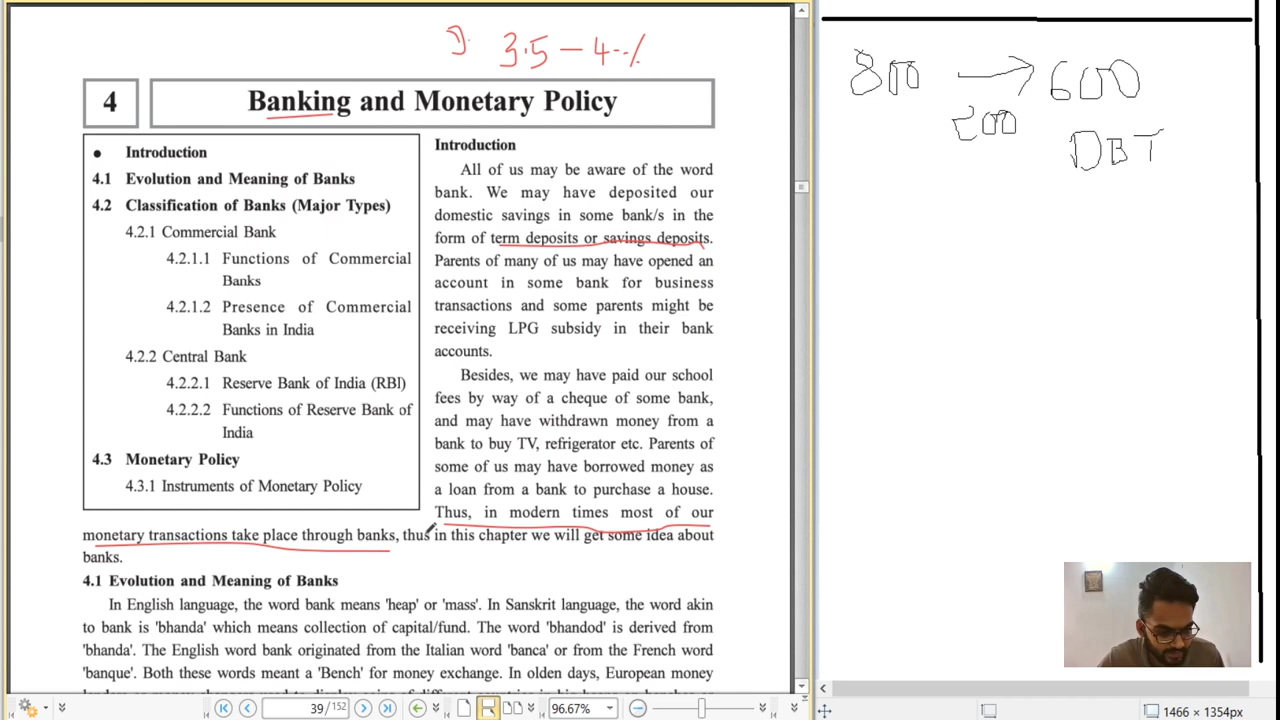 3.5 – 4%
4
Banking and Monetary Policy
● Introduction
4.1 Evolution and Meaning of Banks
4.2 Classification of Banks (Major Types)
4.2.1 Commercial Bank
4.2.1.1 Functions of Commercial
Banks
4.2.1.2 Presence of Commercial
Banks in India
4.2.2 Central Bank
4.2.2.1 Reserve Bank of India (RBI)
4.2.2.2 Functions of Reserve Bank of
India
4.3 Monetary Policy
4.3.1 Instruments of Monetary Policy
Introduction
All of us may be aware of the word
bank. We may have deposited our
domestic savings in some bank/s in the
form of term deposits or savings deposits.
Parents of many of us may have opened an
account in some bank for business
transactions and some parents might be
receiving LPG subsidy in their bank
accounts.
Besides, we may have paid our school
fees by way of a cheque of some bank,
and may have withdrawn money from a
bank to buy TV, refrigerator etc. Parents of
some of us may have borrowed money as
a loan from a bank to purchase a house.
Thus, in modern times most of our
monetary transactions take place through banks, thus in this chapter we will get some idea about
banks.
4.1 Evolution and Meaning of Banks
In English language, the word bank means 'heap' or 'mass'. In Sanskrit language, the word akin
to bank is 'bhanda' which means collection of capital/fund. The word 'bhandod' is derived from
'bhanda'. The English word bank originated from the Italian word 'banca' or from the French word
'banque'. Both these words meant a 'Bench' for money exchange. In olden days, European money
800 → 600
200
DBT
39 /152
96.67%
1466 × 1354px